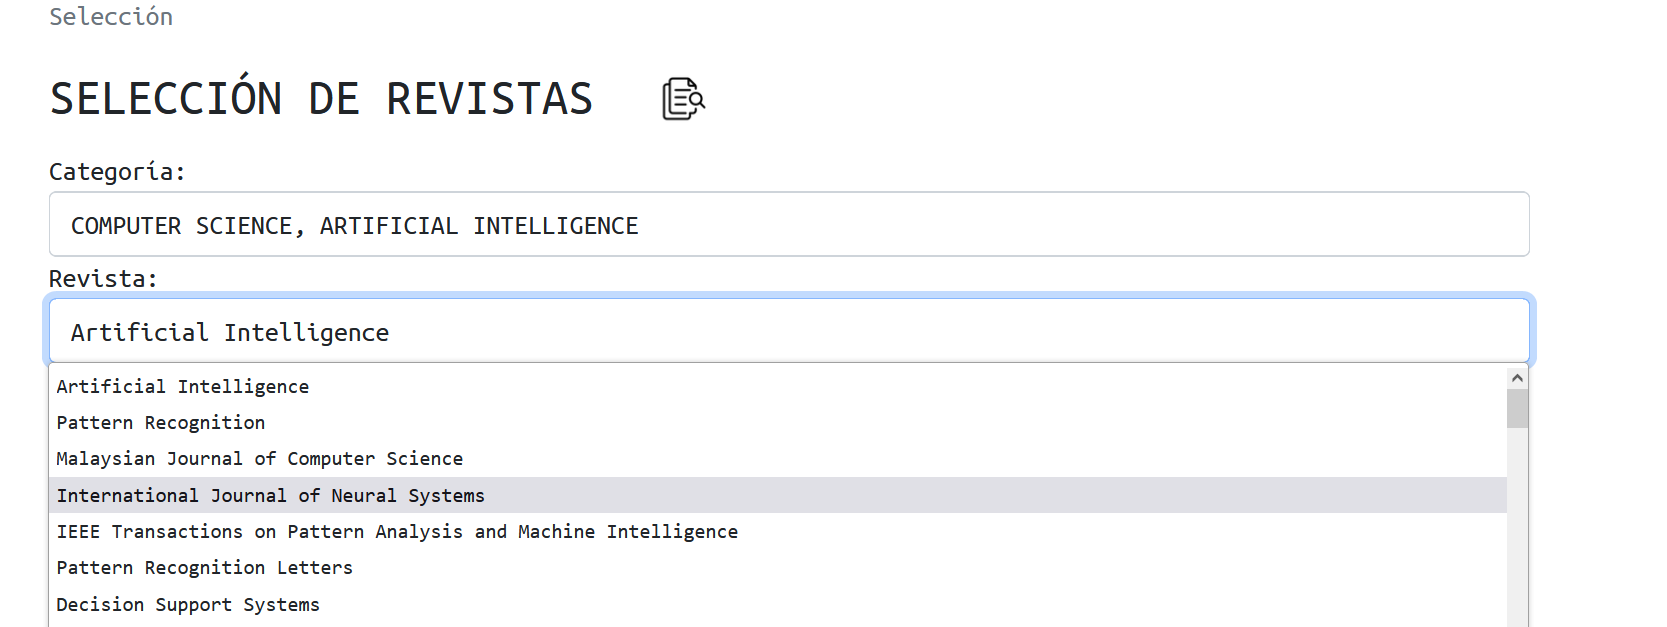 Selección
SELECCIÓN DE REVISTAS
Categoría:
COMPUTER SCIENCE, ARTIFICIAL INTELLIGENCE
Revista:
Artificial Intelligence
Artificial Intelligence
Pattern Recognition
Malaysian Journal of Computer Science
International Journal of Neural Systems
IEEE Transactions on Pattern Analysis and Machine Intelligence
Pattern Recognition Letters
Decision Support Systems